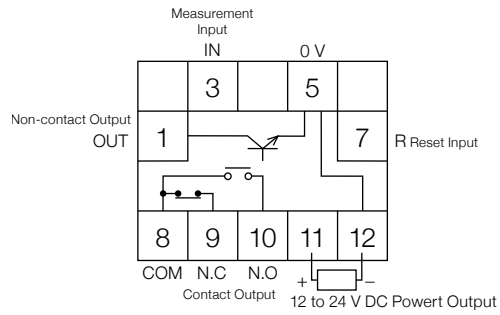 Measurement
Input
IN
0 V
3
5
Non-contact Output
OUT
1
7
R Reset Input
8
9
10
11
12
COM
N.C
N.O
+
−
Contact Output
12 to 24 V DC Powert Output